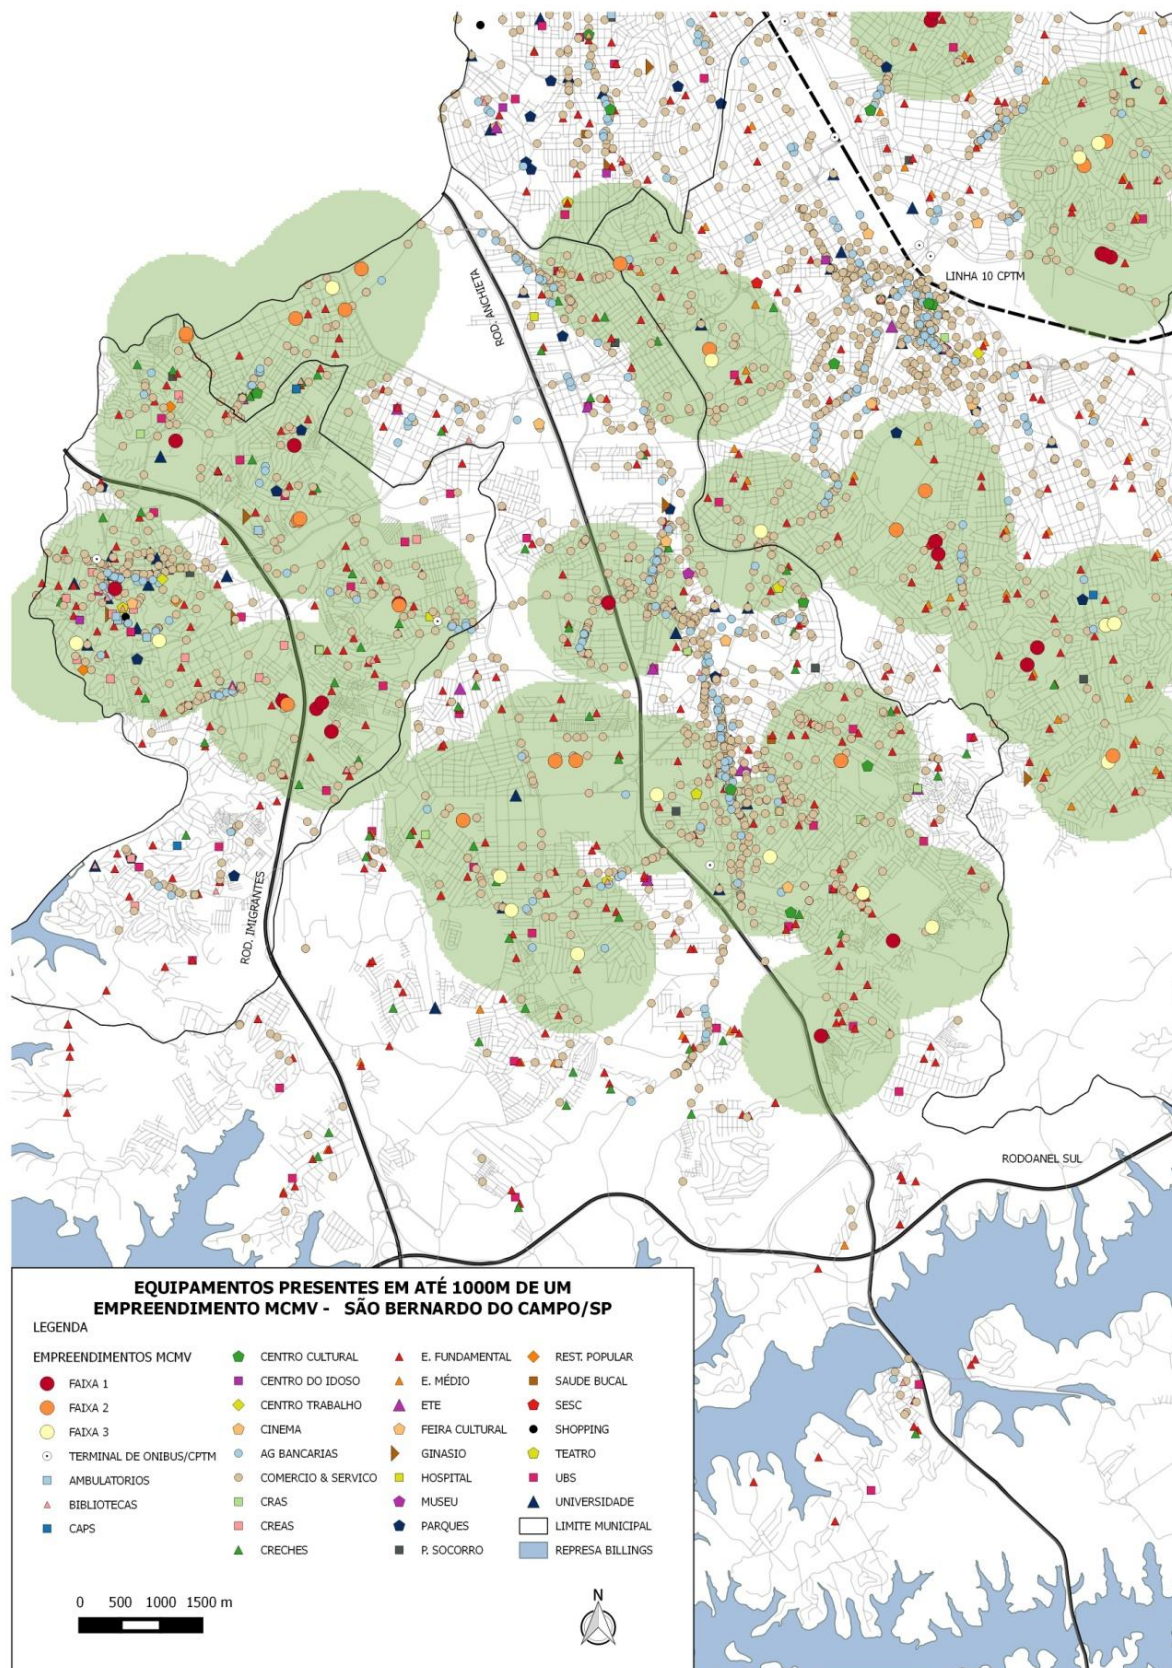 LINHA 10 CPTM
ROD. ANCHIETA
ROD. IMIGRANTES
RODOANEL SUL
EQUIPAMENTOS PRESENTES EM ATÉ 1000M DE UM
EMPREENDIMENTO MCMV - SÃO BERNARDO DO CAMPO/SP
LEGENDA
EMPREENDIMENTOS MCMV
FAIXA 1
FAIXA 2
FAIXA 3
TERMINAL DE ONIBUS/CPTM
AMBULATORIOS
BIBLIOTECAS
CAPS
CENTRO CULTURAL
CENTRO DO IDOSO
CENTRO TRABALHO
CINEMA
AG BANCARIAS
COMERCIO & SERVICO
CRAS
CREAS
CRECHES
E. FUNDAMENTAL
E. MÉDIO
ETE
FEIRA CULTURAL
GINASIO
HOSPITAL
MUSEU
PARQUES
P. SOCORRO
REST. POPULAR
SAUDE BUCAL
SESC
SHOPPING
TEATRO
UBS
UNIVERSIDADE
LIMITE MUNICIPAL
REPRESA BILLINGS
0 500 1000 1500 m
N